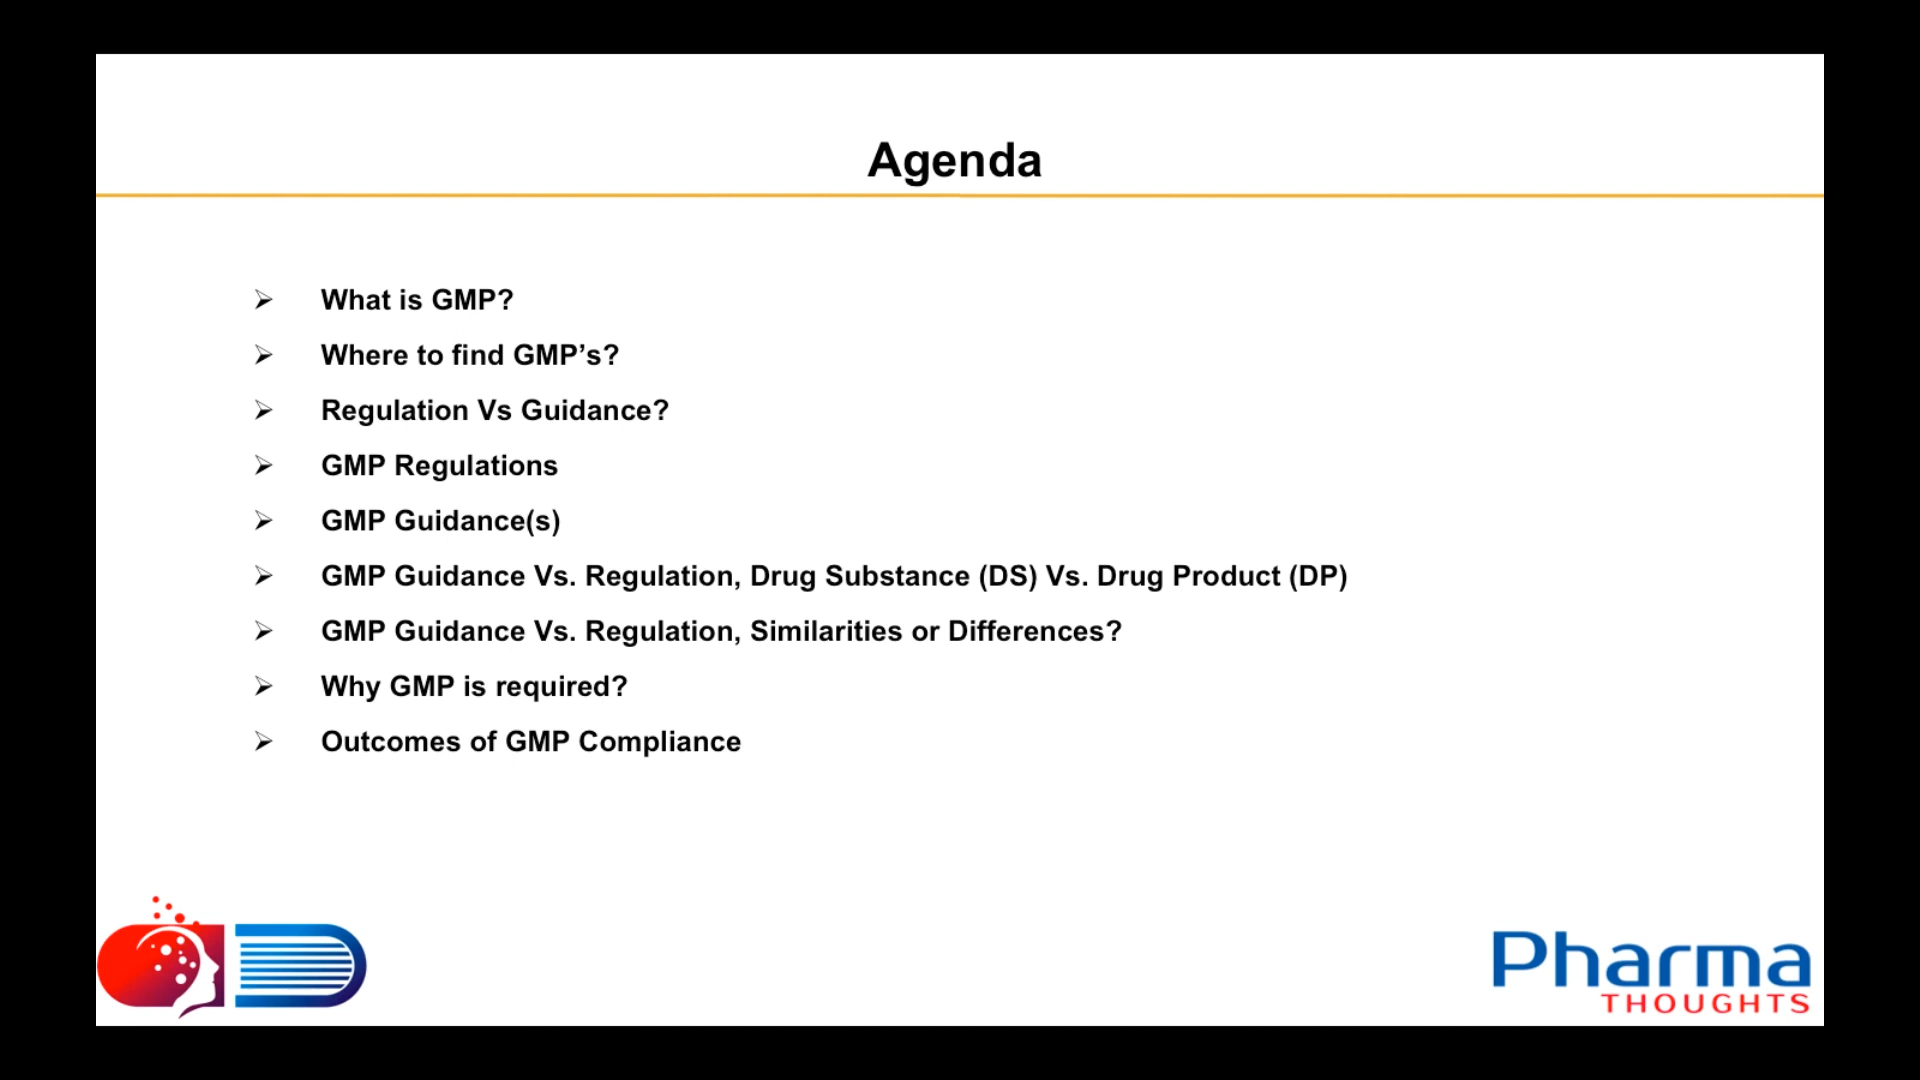 Agenda
➢ What is GMP?
➢ Where to find GMP’s?
➢ Regulation Vs Guidance?
➢ GMP Regulations
➢ GMP Guidance(s)
➢ GMP Guidance Vs. Regulation, Drug Substance (DS) Vs. Drug Product (DP)
➢ GMP Guidance Vs. Regulation, Similarities or Differences?
➢ Why GMP is required?
➢ Outcomes of GMP Compliance
Pharma
THOUGHTS